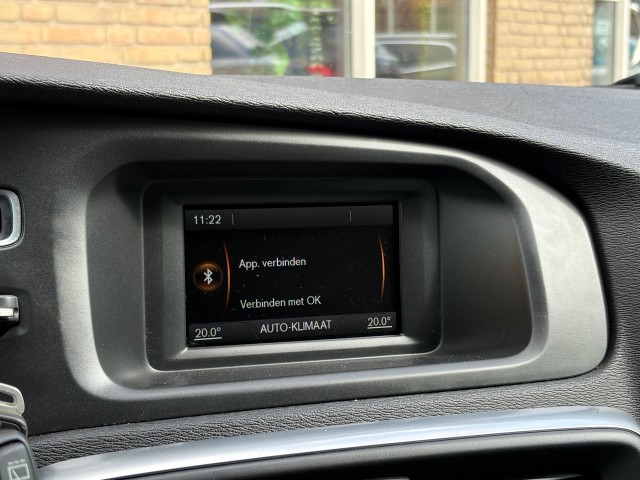 11:22
App. verbinden
Verbinden met OK
20.0° AUTO-KLIMAAT 20.0°